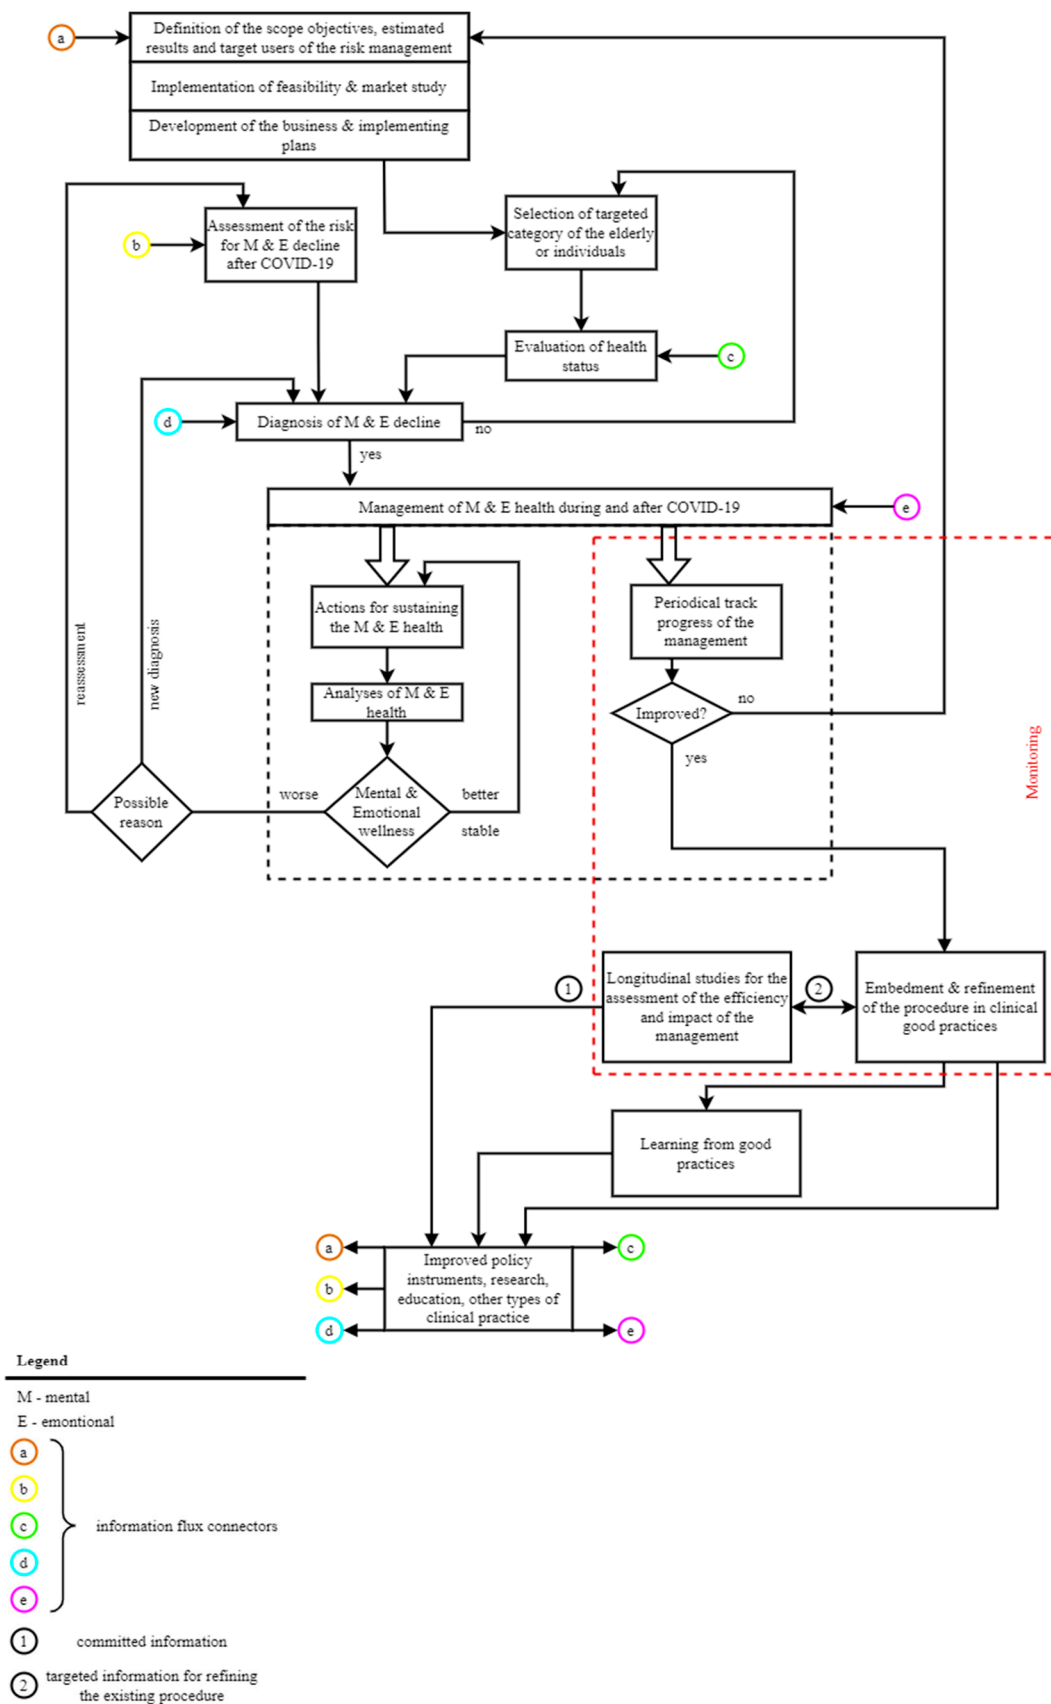 Definition of the scope objectives, estimated
results and target users of the risk management
a
Implementation of feasibility & market study
Development of the business & implementing
plans
Assessment of the risk
for M & E decline
after COVID-19
b
Selection of targeted
category of the elderly
or individuals
Evaluation of health
status
c
d
Diagnosis of M & E decline
no
yes
Management of M & E health during and after COVID-19
e
Actions for sustaining
the M & E health
Periodical track
progress of the
management
reassessment
new diagnosis
Analyses of M & E
health
Improved?
no
yes
Monitoring
Possible
reason
worse
Mental &
Emotional
wellness
better
stable
1
Longitudinal studies for the
assessment of the efficiency
and impact of the
management
2
Embedment & refinement
of the procedure in clinical
good practices
Learning from good
practices
a
b
d
Improved policy
instruments, research,
education, other types of
clinical practice
c
e
Legend
M - mental
E - emontional
a
b
c
d
e
information flux connectors
1 committed information
2 targeted information for refining
the existing procedure